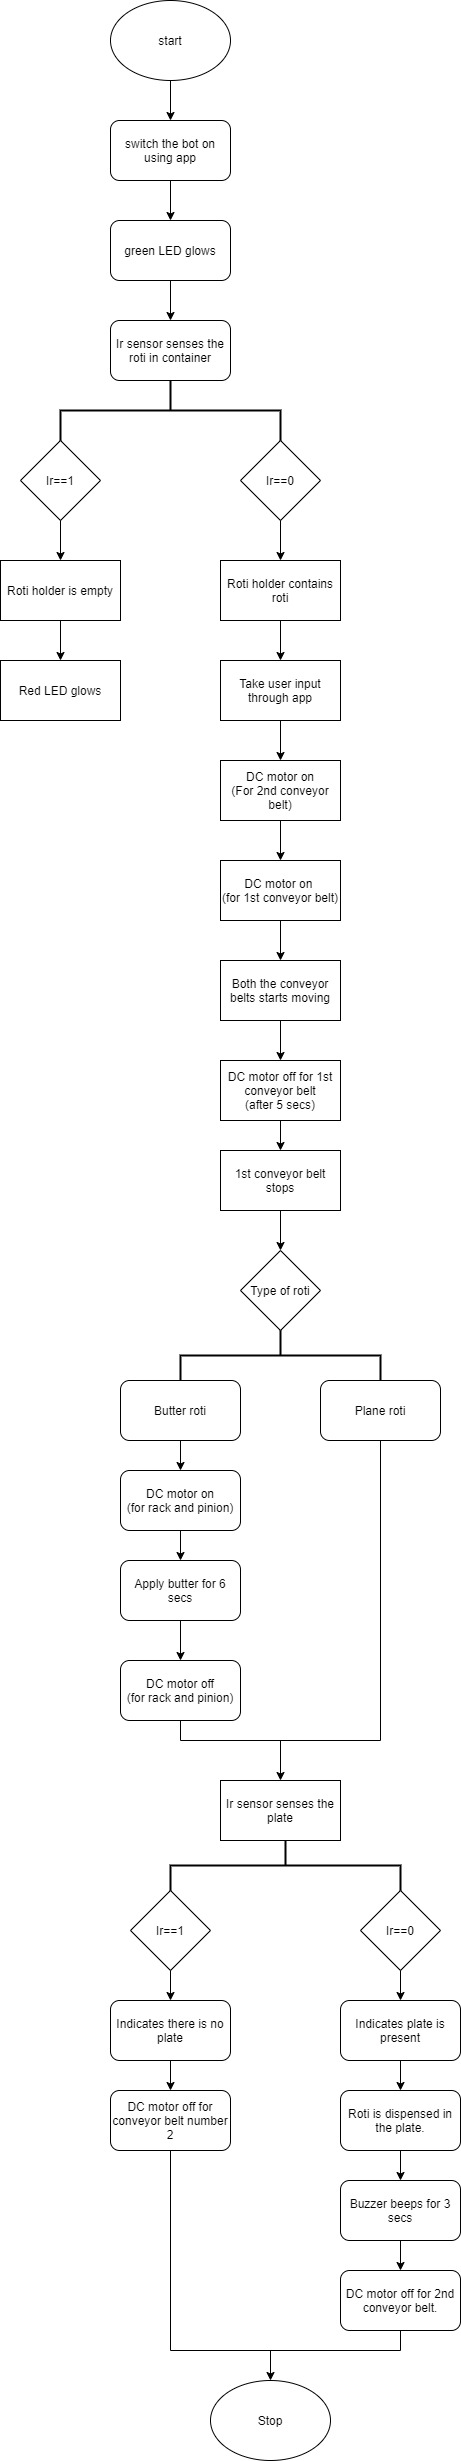 start
switch the bot on
using app
green LED glows
Ir sensor senses the
roti in container
Ir==1
Ir==0
Roti holder is empty
Roti holder contains
roti
Red LED glows
Take user input
through app
DC motor on
(For 2nd conveyor
belt)
DC motor on
(for 1st conveyor belt)
Both the conveyor
belts starts moving
DC motor off for 1st
conveyor belt
(after 5 secs)
1st conveyor belt
stops
Type of roti
Butter roti
Plane roti
DC motor on
(for rack and pinion)
Apply butter for 6
secs
DC motor off
(for rack and pinion)
Ir sensor senses the
plate
Ir==1
Ir==0
Indicates there is no
plate
Indicates plate is
present
DC motor off for
conveyor belt number
2
Roti is dispensed in
the plate.
Buzzer beeps for 3
secs
DC motor off for 2nd
conveyor belt.
Stop